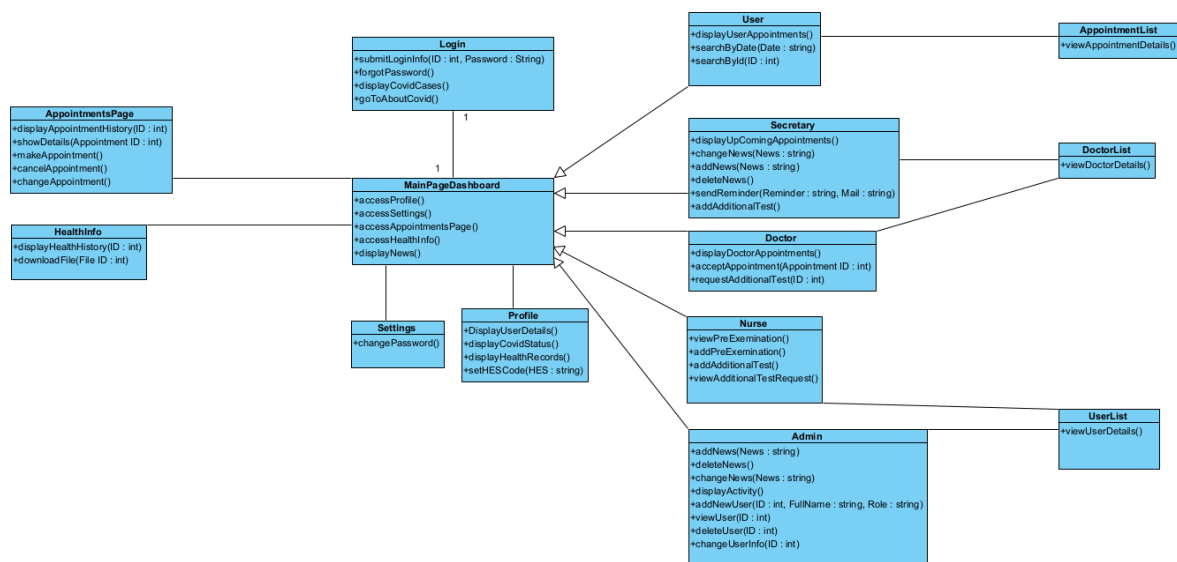 User
+displayUserAppointments()
+searchByDate(Date : string)
+searchById(ID : int)
AppointmentList
+viewAppointmentDetails()
Login
+submitLoginInfo(ID : int, Password : String)
+forgotPassword()
+displayCovidCases()
+goToAboutCovid()
1
1
AppointmentsPage
+displayAppointmentHistory(ID : int)
+showDetails(Appointment ID : int)
+makeAppointment()
+cancelAppointment()
+changeAppointment()
Secretary
+displayUpComingAppointments()
+changeNews(News : string)
+addNews(News : string)
+deleteNews()
+sendReminder(Reminder : string, Mail : string)
+addAdditionalTest()
DoctorList
+viewDoctorDetails()
MainPageDashboard
+accessProfile()
+accessSettings()
+accessAppointmentsPage()
+accessHealthInfo()
+displayNews()
HealthInfo
+displayHealthHistory(ID : int)
+downloadFile(File ID : int)
Doctor
+displayDoctorAppointments()
+acceptAppointment(Appointment ID : int)
+requestAdditionalTest(ID : int)
Settings
+changePassword()
Profile
+DisplayUserDetails()
+displayCovidStatus()
+displayHealthRecords()
+setHESCode(HES : string)
Nurse
+viewPreExemination()
+addPreExemination()
+addAdditionalTest()
+viewAdditionalTestRequest()
UserList
+viewUserDetails()
Admin
+addNews(News : string)
+deleteNews()
+changeNews(News : string)
+displayActivity()
+addNewUser(ID : int, FullName : string, Role : string)
+viewUser(ID : int)
+deleteUser(ID : int)
+changeUserInfo(ID : int)